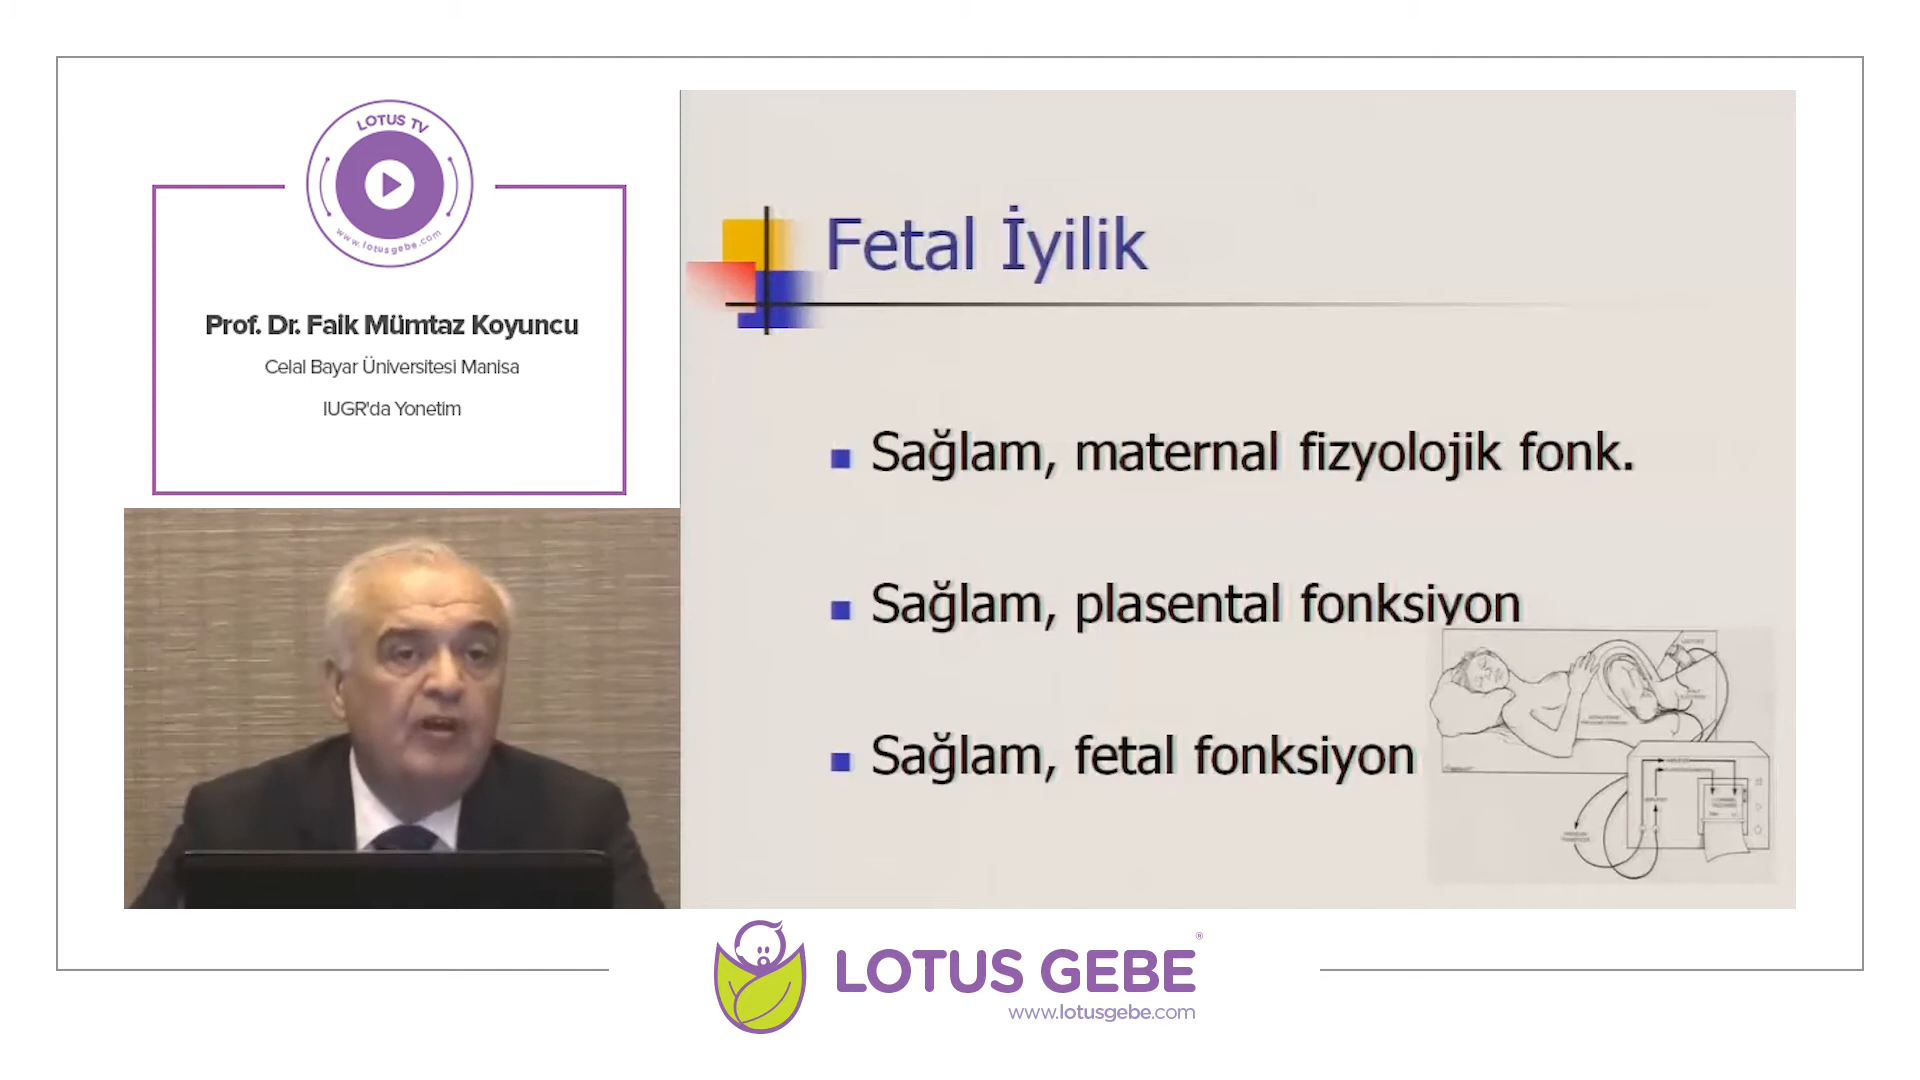 LOTUS TV
www.lotusgebe.com
Prof. Dr. Faik Mümtaz Koyuncu
Celal Bayar Üniversitesi Manisa
IUGR'da Yonetim
Fetal İyilik
Sağlam, maternal fizyolojik fonk.
Sağlam, plasental fonksiyon
Sağlam, fetal fonksiyon
LOTUS GEBE®
www.lotusgebe.com